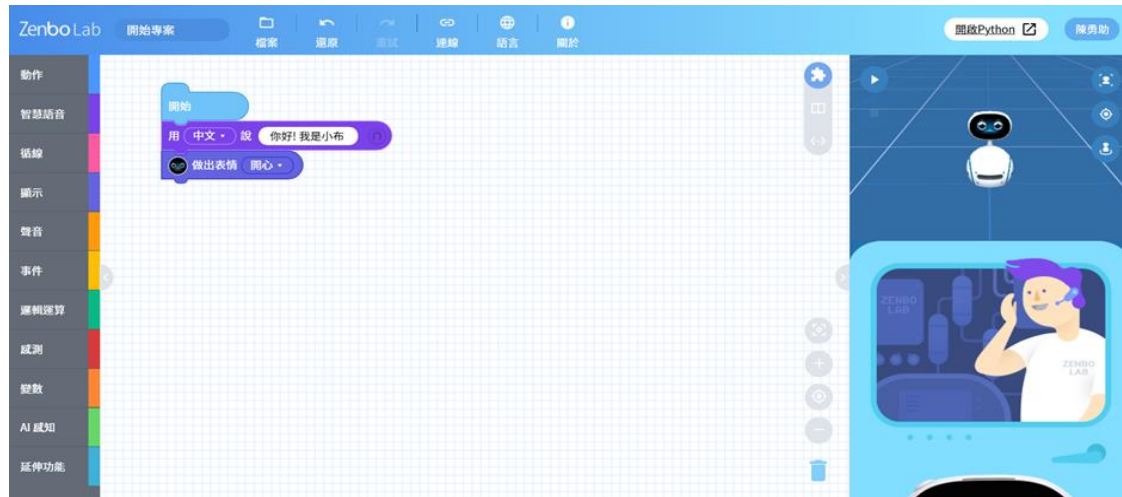 Zenbo Lab
開始專案
檔案
還原
重試
連線
語言
關於
開啟Python
陳勇助
動作
智慧語音
循線
顯示
聲音
事件
邏輯運算
感測
變數
AI 感知
延伸功能
開始
用 中文 說 你好! 我是小布
做出表情 開心
ZENBO
LAB
ZENBO
LAB